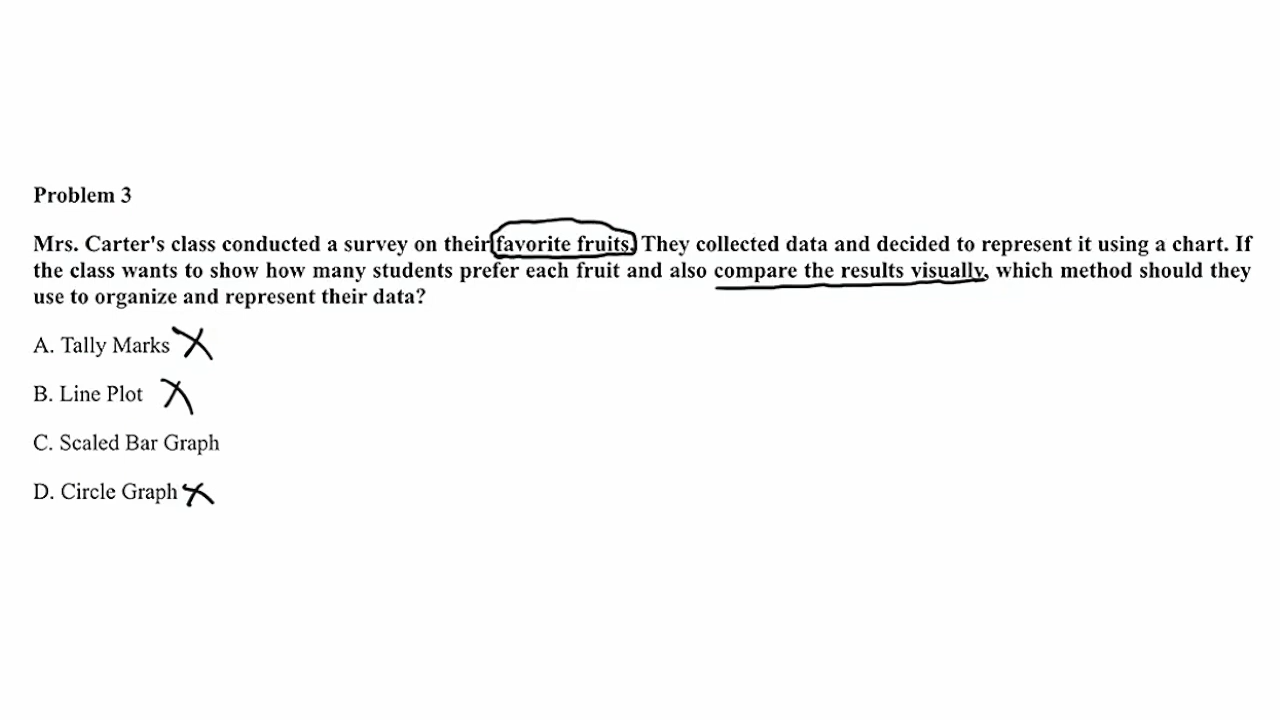 Problem 3
Mrs. Carter's class conducted a survey on their favorite fruits. They collected data and decided to represent it using a chart. If
the class wants to show how many students prefer each fruit and also compare the results visually, which method should they
use to organize and represent their data?
A. Tally Marks
B. Line Plot
C. Scaled Bar Graph
D. Circle Graph